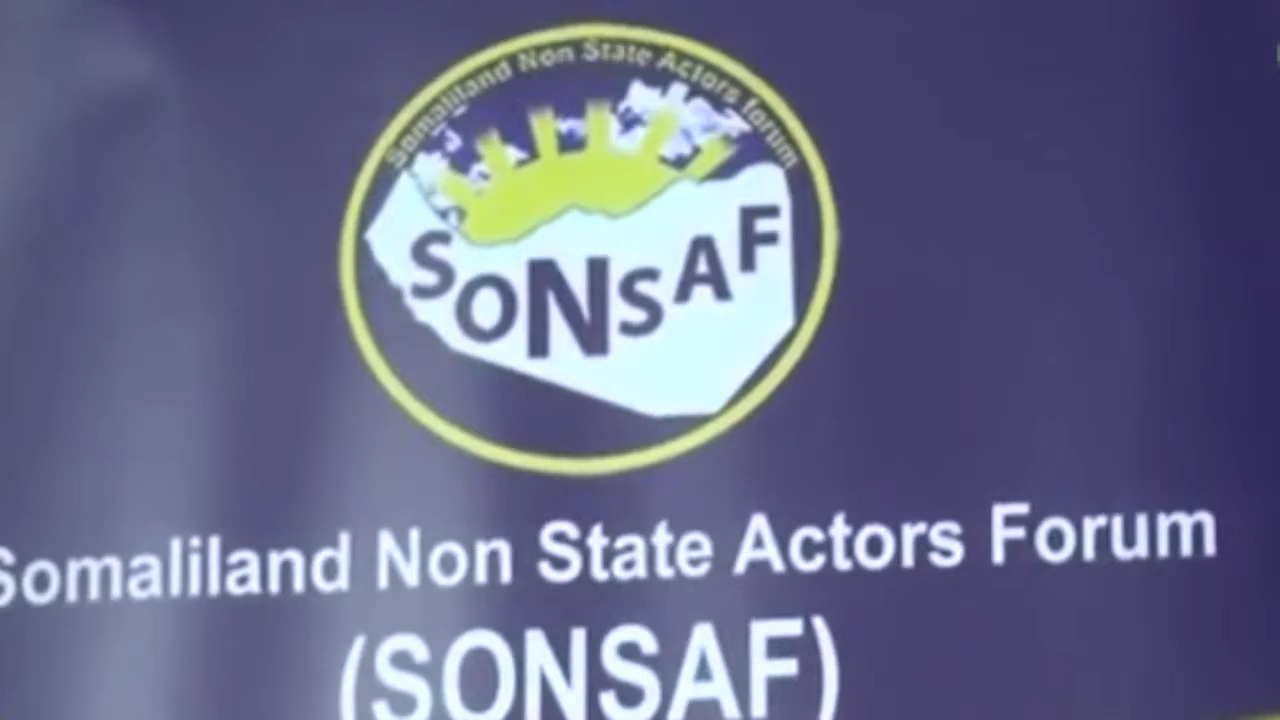 Somaliland Non State Actors forum
SONSAF
Somaliland Non State Actors Forum
(SONSAF)